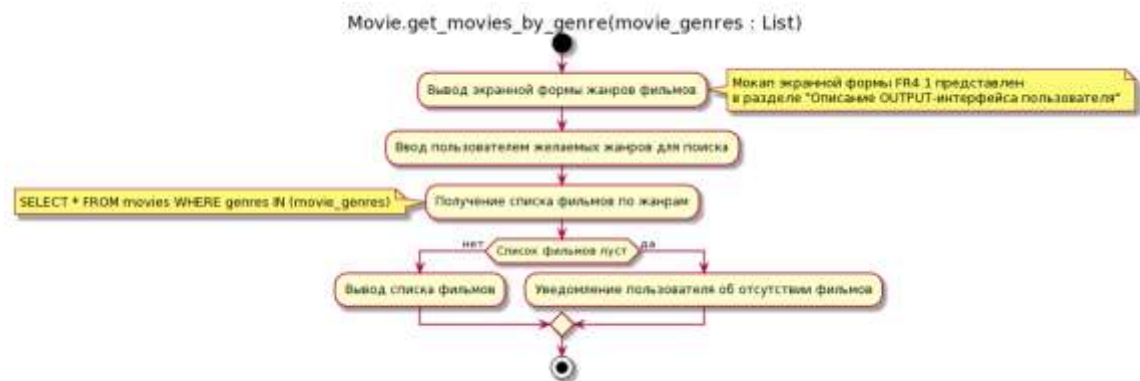 Movie.get_movies_by_genre(movie_genres : List)
Вывод экранной формы жанров фильмов
Мокап экранной формы FR4.1 представлен
в разделе "Описание OUTPUT-интерфейса пользователя"
Ввод пользователем желаемых жанров для поиска
SELECT * FROM movies WHERE genres IN (movie_genres)
Получение списка фильмов по жанрам
нет
Список фильмов пуст
да
Вывод списка фильмов
Уведомление пользователя об отсутствии фильмов